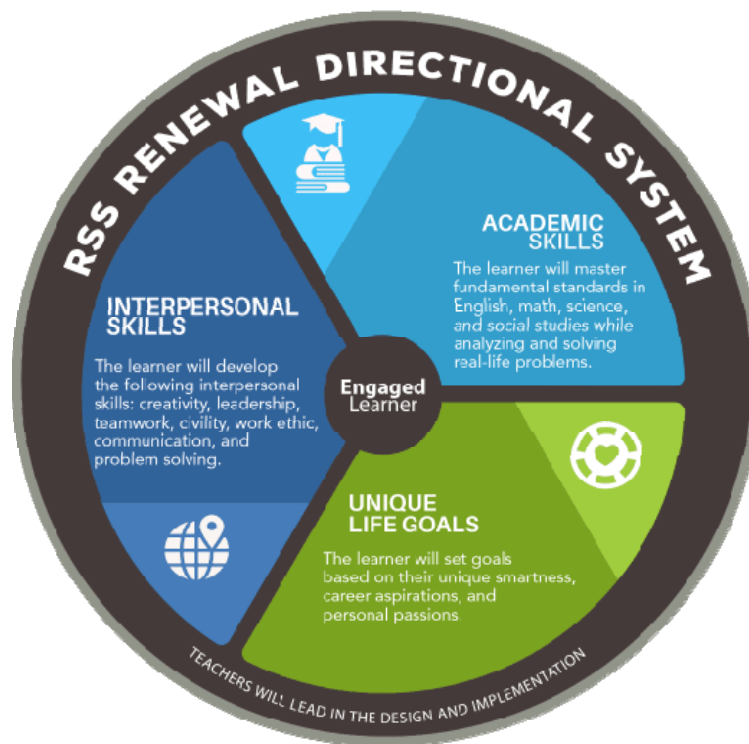 RSS RENEWAL DIRECTIONAL SYSTEM
ACADEMIC
SKILLS
The learner will master
fundamental standards in
English, math, science,
and social studies while
analyzing and solving
real-life problems.
INTERPERSONAL
SKILLS
The learner will develop
the following interpersonal
skills: creativity, leadership,
teamwork, civility, work ethic,
communication, and
problem solving.
Engaged
Learner
UNIQUE
LIFE GOALS
The learner will set goals
based on their unique smartness,
career aspirations, and
personal passions
TEACHERS WILL LEAD IN THE DESIGN AND IMPLEMENTATION